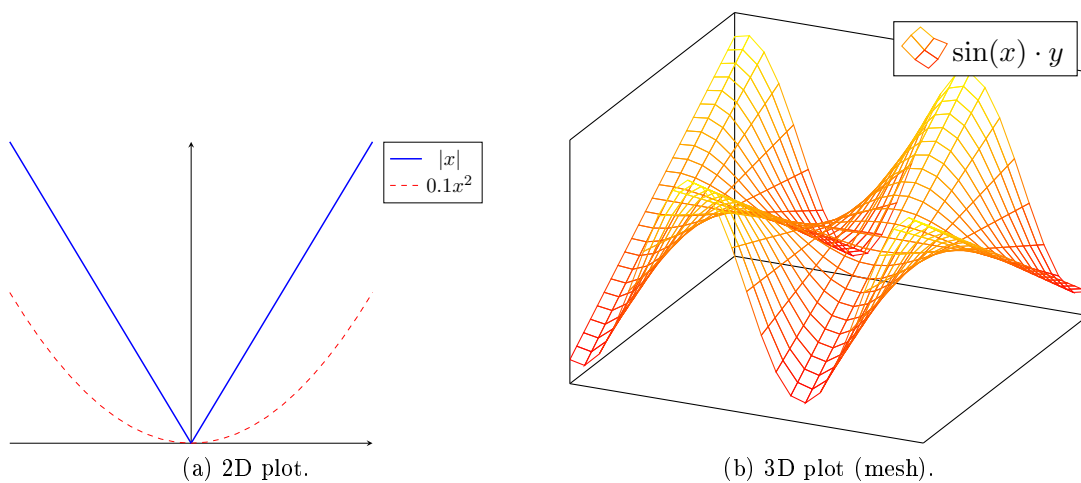 |x|
0.1x²
(a) 2D plot.
sin(x) · y
(b) 3D plot (mesh).